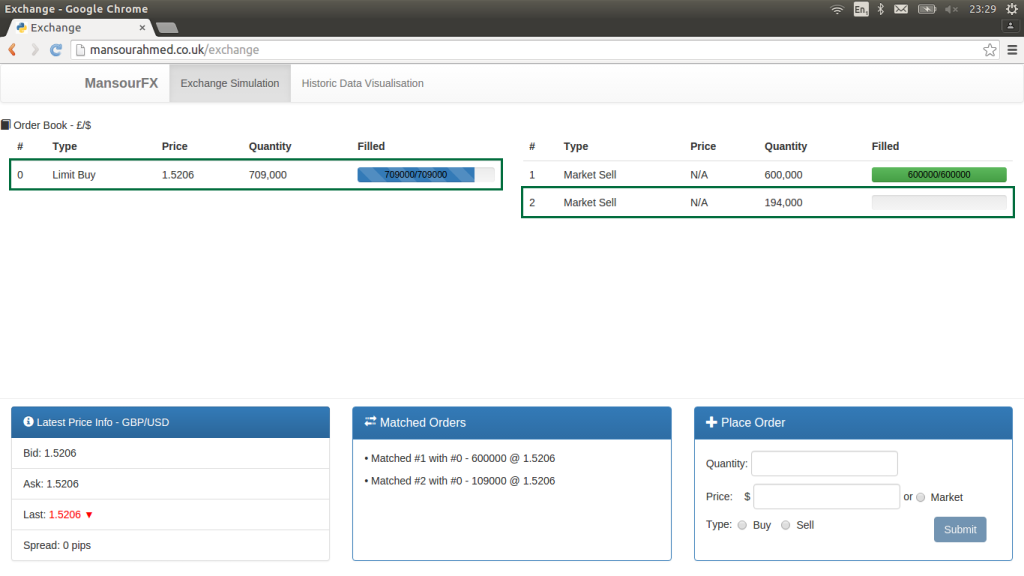 Exchange - Google Chrome
En
23:29
Exchange ×
mansourahmed.co.uk/exchange
MansourFX Exchange Simulation Historic Data Visualisation
Order Book - £/$
# Type Price Quantity Filled
0 Limit Buy 1.5206 709,000 709000/709000
# Type Price Quantity Filled
1 Market Sell N/A 600,000 600000/600000
2 Market Sell N/A 194,000
Latest Price Info - GBP/USD
Bid: 1.5206
Ask: 1.5206
Last: 1.5206 ▼
Spread: 0 pips
Matched Orders
• Matched #1 with #0 - 600000 @ 1.5206
• Matched #2 with #0 - 109000 @ 1.5206
Place Order
Quantity:
Price: $ or Market
Type: Buy Sell
Submit